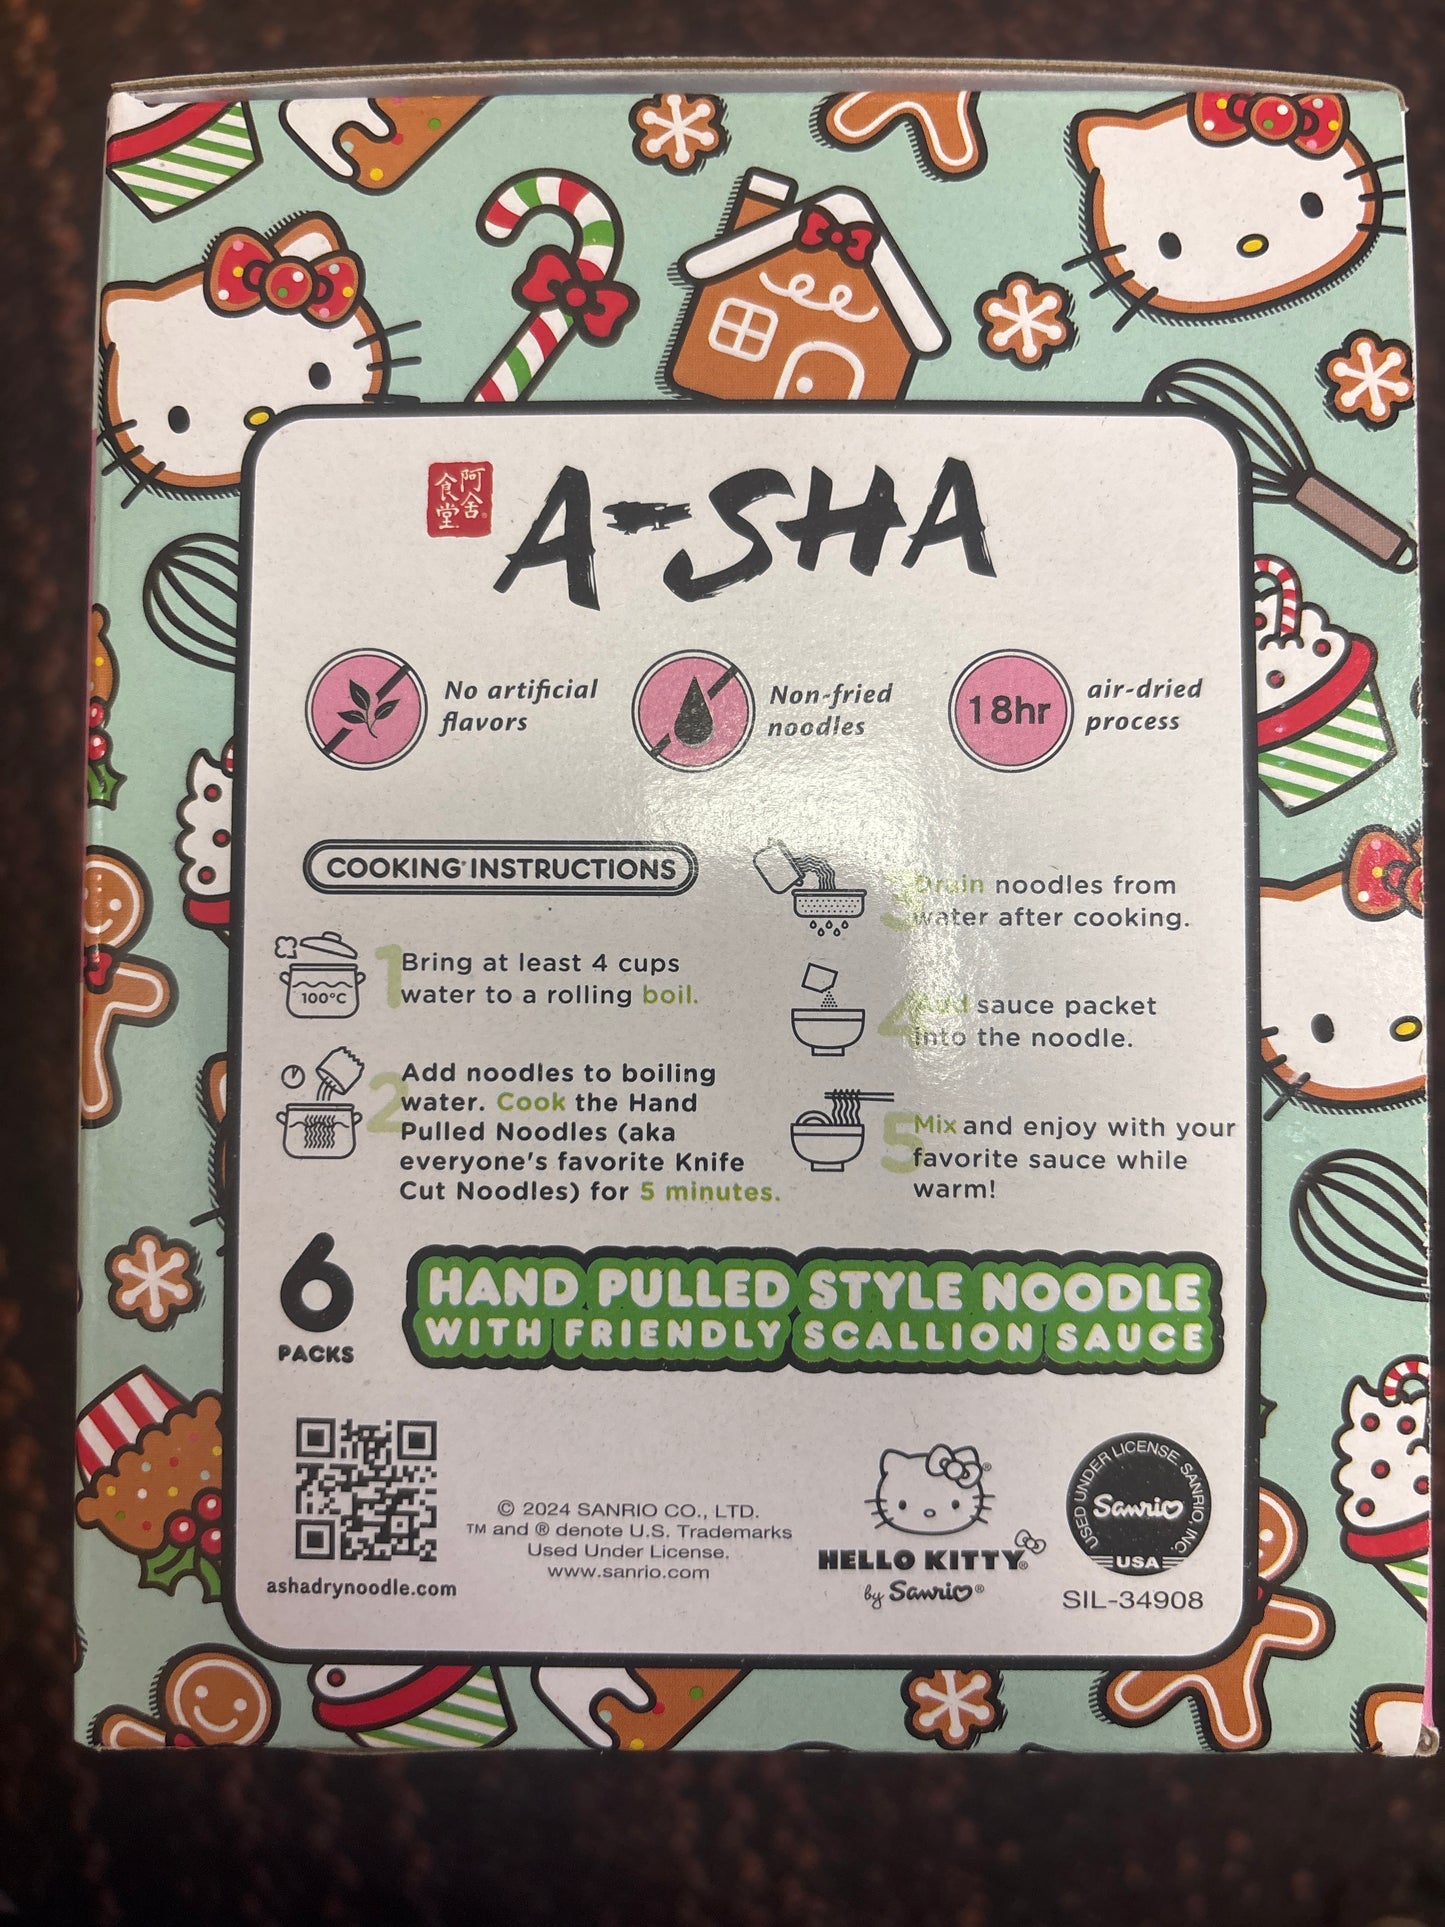 阿舍
食堂
A-SHA
No artificial
flavors
Non-fried
noodles
18hr
air-dried
process
COOKING INSTRUCTIONS
100°C
1
Bring at least 4 cups
water to a rolling boil.
2
Add noodles to boiling
water. Cook the Hand
Pulled Noodles (aka
everyone's favorite Knife
Cut Noodles) for 5 minutes.
3
Drain noodles from
water after cooking.
4
Add sauce packet
into the noodle.
5
Mix and enjoy with your
favorite sauce while
warm!
6
PACKS
HAND PULLED STYLE NOODLE
WITH FRIENDLY SCALLION SAUCE
ashadrynoodle.com
© 2024 SANRIO CO., LTD.
TM and ® denote U.S. Trademarks
Used Under License.
www.sanrio.com
HELLO KITTY®
by Sanrio®
USED UNDER LICENSE SANRIO, INC.
Sanrio
USA
SIL-34908